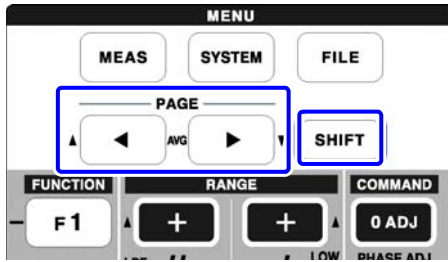 MENU
MEAS SYSTEM FILE
PAGE
AVG SHIFT
FUNCTION RANGE COMMAND
F1 + + 0 ADJ
LOW PHASE ADJ